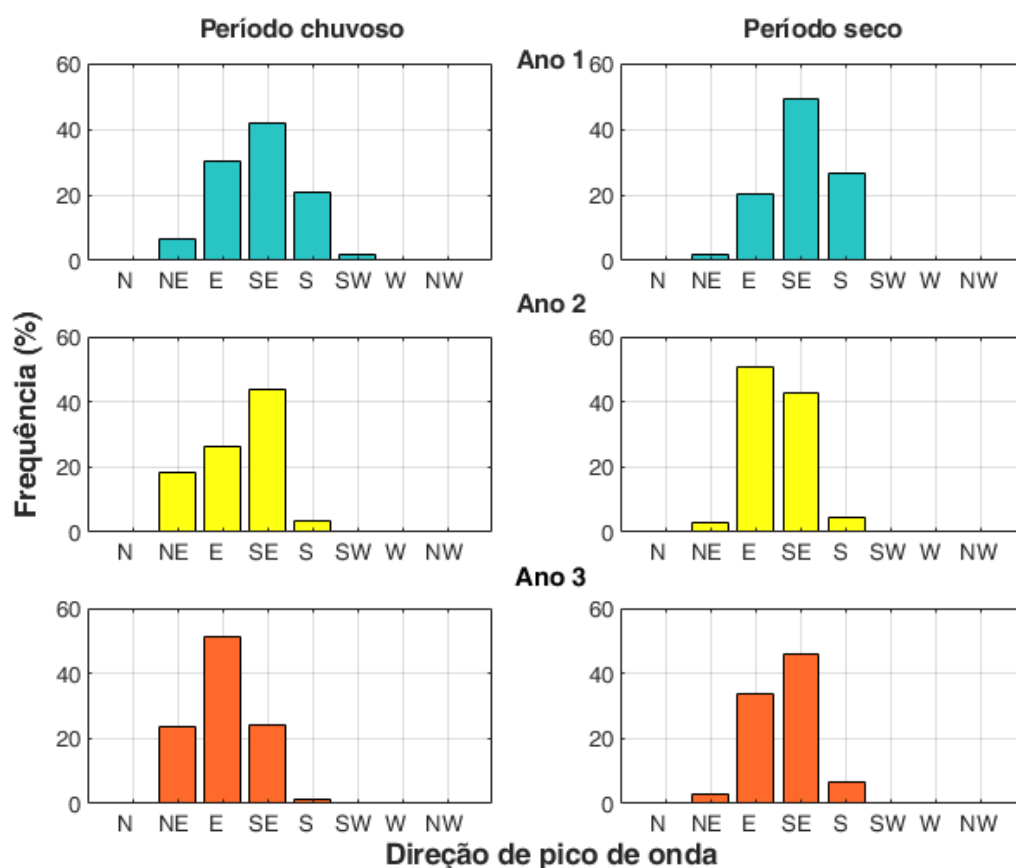 Período chuvoso
Período seco
Ano 1
60
40
20
0
N NE E SE S SW W NW
60
40
20
0
N NE E SE S SW W NW
Ano 2
60
40
20
0
N NE E SE S SW W NW
60
40
20
0
N NE E SE S SW W NW
Ano 3
60
40
20
0
N NE E SE S SW W NW
60
40
20
0
N NE E SE S SW W NW
Frequência (%)
Direção de pico de onda